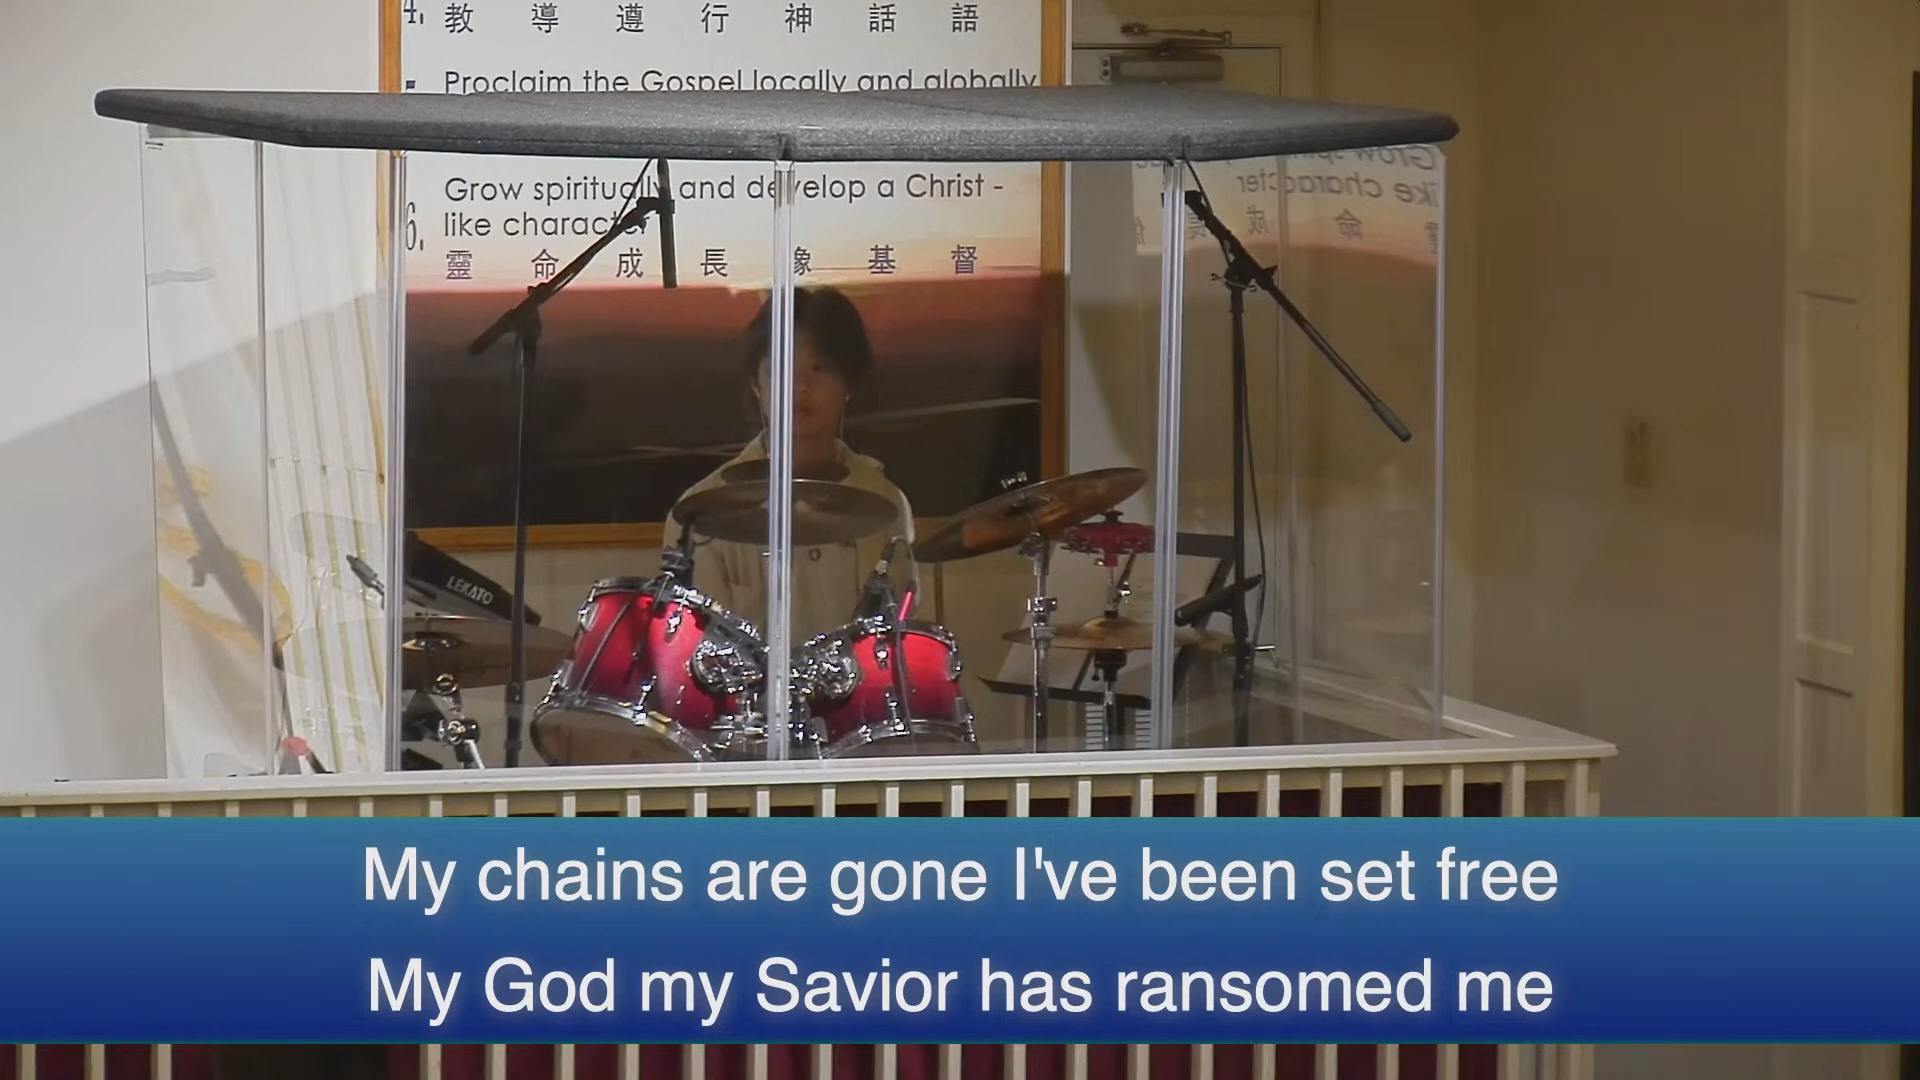 4.
教導遵行神話語
Proclaim the Gospel locally and globally
Grow spiritually and develop a Christ -
6.
like character
靈命成長像基督
LEKATO
My chains are gone I've been set free
My God my Savior has ransomed me